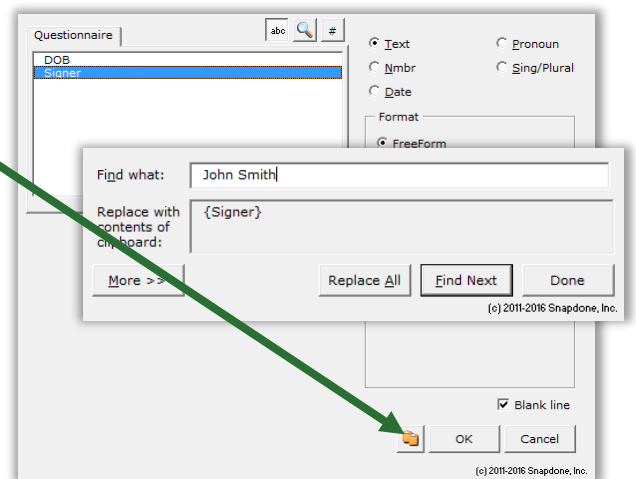 Questionnaire
abc
#
DOB
Signer
Text
Pronoun
Nmbr
Sing/Plural
Date
Format
FreeForm
Find what:
John Smith
Replace with
contents of
clipboard:
{Signer}
More >>
Replace All
Find Next
Done
(c) 2011-2016 Snapdone, Inc.
Blank line
OK
Cancel
(c) 2011-2016 Snapdone, Inc.